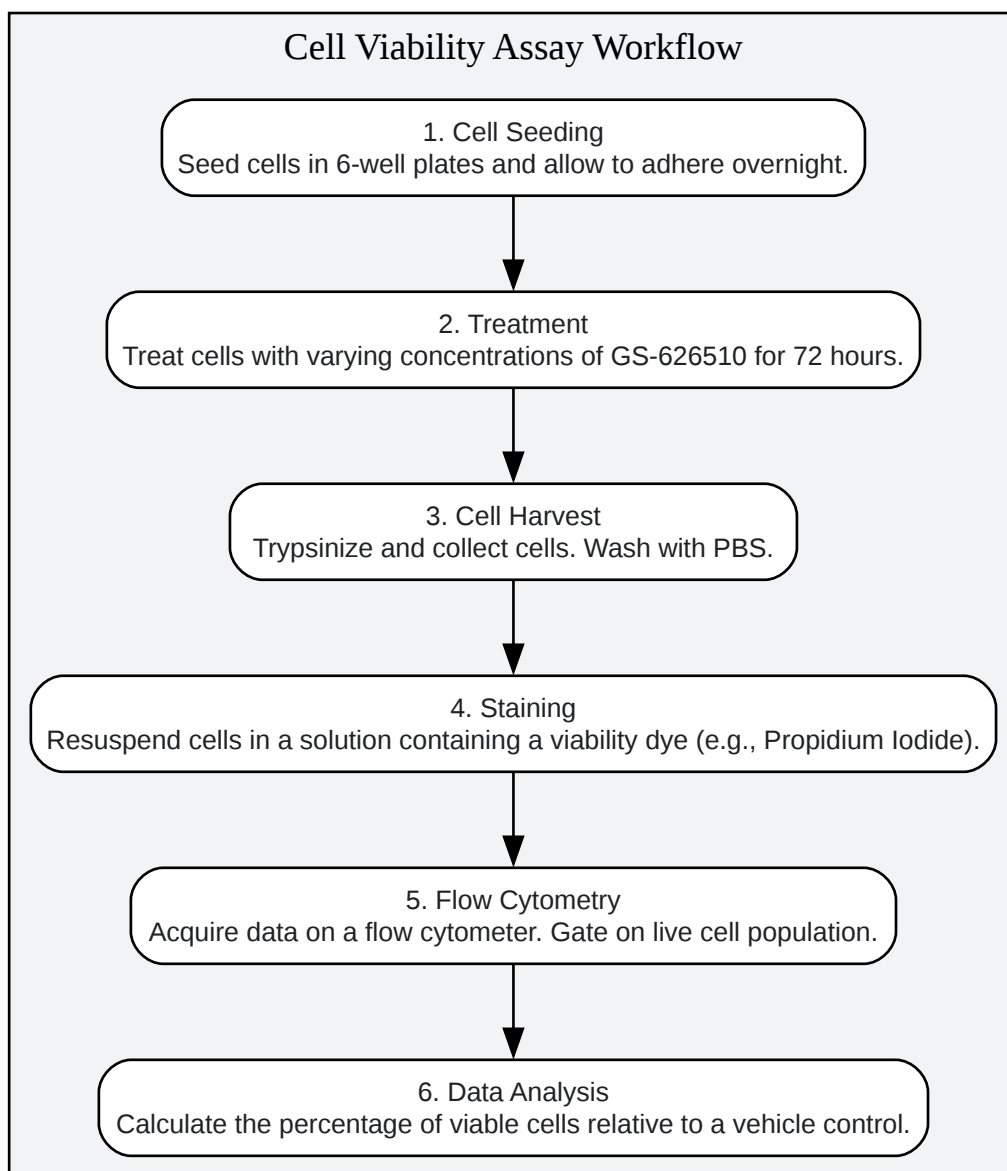 Cell Viability Assay Workflow
1. Cell Seeding
Seed cells in 6-well plates and allow to adhere overnight.
2. Treatment
Treat cells with varying concentrations of GS-626510 for 72 hours.
3. Cell Harvest
Trypsinize and collect cells. Wash with PBS.
4. Staining
Resuspend cells in a solution containing a viability dye (e.g., Propidium Iodide).
5. Flow Cytometry
Acquire data on a flow cytometer. Gate on live cell population.
6. Data Analysis
Calculate the percentage of viable cells relative to a vehicle control.